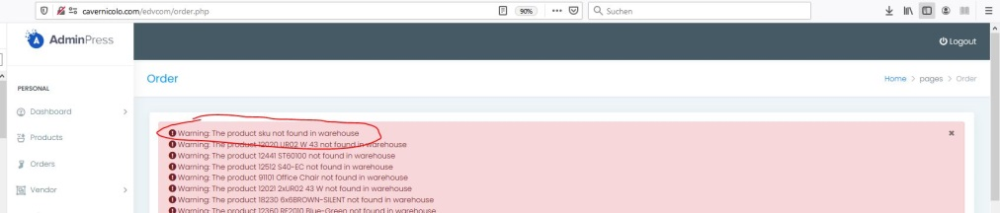 cavernicolo.com/edvcom/order.php
90%
Suchen
AdminPress
Logout
Order
Home > pages > Order
PERSONAL
Dashboard
Products
Orders
Vendor
Warning: The product sku not found in warehouse
Warning: The product 12020 UR02 W 43 not found in warehouse
Warning: The product 12441 ST60100 not found in warehouse
Warning: The product 12512 S40-EC not found in warehouse
Warning: The product 91101 Office Chair not found in warehouse
Warning: The product 12021 2xUR02 43 W not found in warehouse
Warning: The product 18230 6x6BROWN-SILENT not found in warehouse
Warning: The product 12360 RF2010 Blue-Green not found in warehouse